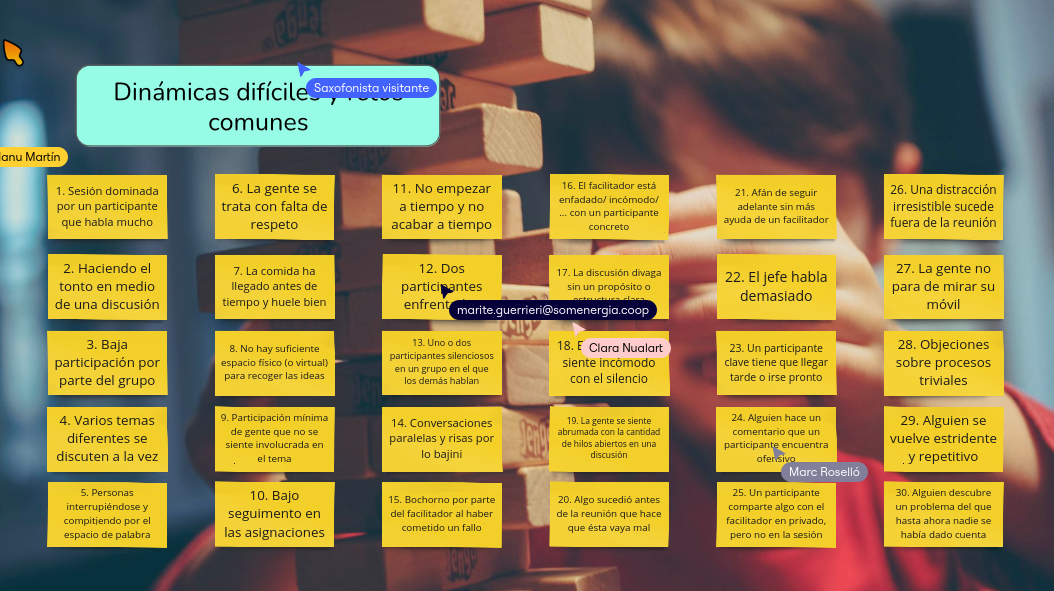 Dinámicas difíciles y retos
comunes
Saxofonista visitante
Manu Martín
1. Sesión dominada
por un participante
que habla mucho
6. La gente se
trata con falta de
respeto
11. No empezar
a tiempo y no
acabar a tiempo
16. El facilitador está
enfadado/ incómodo/
... con un participante
concreto
21. Afán de seguir
adelante sin más
ayuda de un facilitador
26. Una distracción
irresistible sucede
fuera de la reunión
2. Haciendo el
tonto en medio
de una discusión
7. La comida ha
llegado antes de
tiempo y huele bien
12. Dos
participantes
marite.guerrieri@somenergia.coop
17. La discusión divaga
sin un propósito o
estructura clara
22. El jefe habla
demasiado
27. La gente no
para de mirar su
móvil
3. Baja
participación por
parte del grupo
8. No hay suficiente
espacio físico (o virtual)
para recoger las ideas
13. Uno o dos
participantes silenciosos
en un grupo en el que
los demás hablan
18.
siente incómodo
con el silencio
Clara Nualart
23. Un participante
clave tiene que llegar
tarde o irse pronto
28. Objeciones
sobre procesos
triviales
4. Varios temas
diferentes se
discuten a la vez
9. Participación mínima
de gente que no se
siente involucrada en
el tema
14. Conversaciones
paralelas y risas por
lo bajini
19. La gente se siente
abrumada con la cantidad
de hilos abiertos en una
discusión
24. Alguien hace un
comentario que un
participante encuentra
ofensivo
Marc Roselló
29. Alguien se
vuelve estridente
y repetitivo
5. Personas
interrupiéndose y
compitiendo por el
espacio de palabra
10. Bajo
seguimento en
las asignaciones
15. Bochorno por parte
del facilitador al haber
cometido un fallo
20. Algo sucedió antes
de la reunión que hace
que ésta vaya mal
25. Un participante
comparte algo con el
facilitador en privado,
pero no en la sesión
30. Alguien descubre
un problema del que
hasta ahora nadie se
había dado cuenta